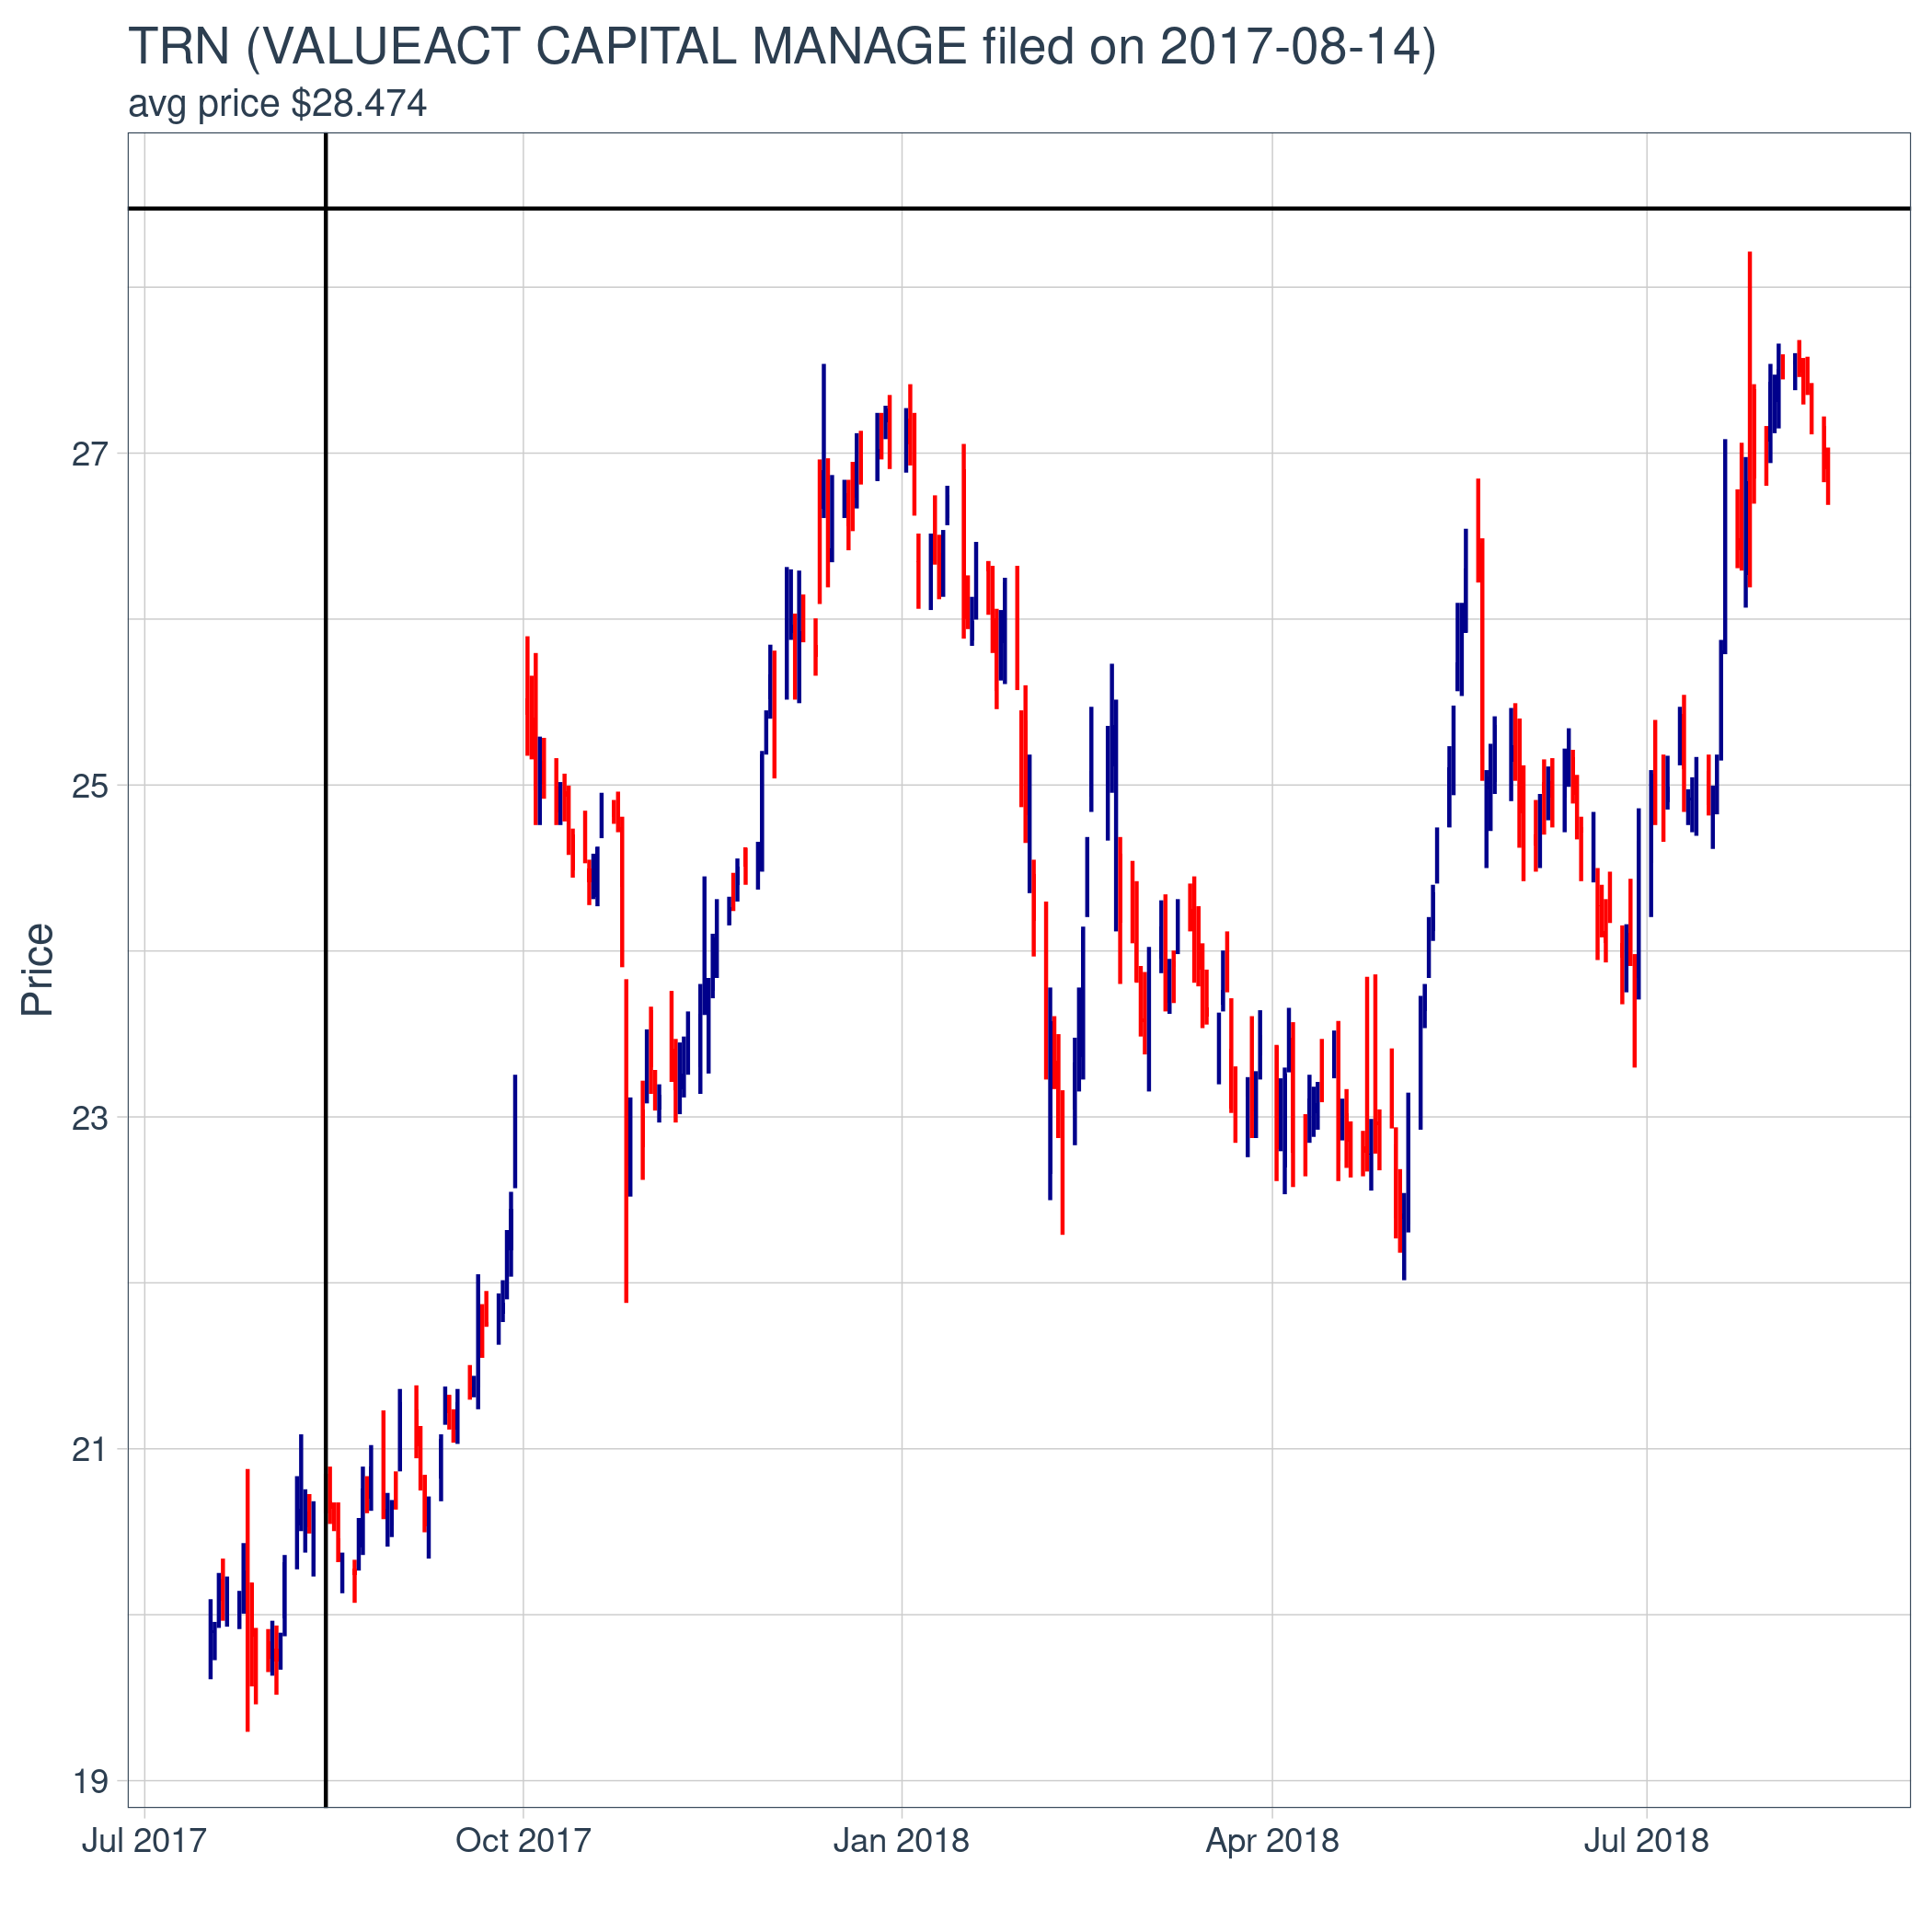 TRN (VALUEACT CAPITAL MANAGE filed on 2017-08-14)
avg price $28.474
27
25
Price
23
21
19
Jul 2017 Oct 2017 Jan 2018 Apr 2018 Jul 2018